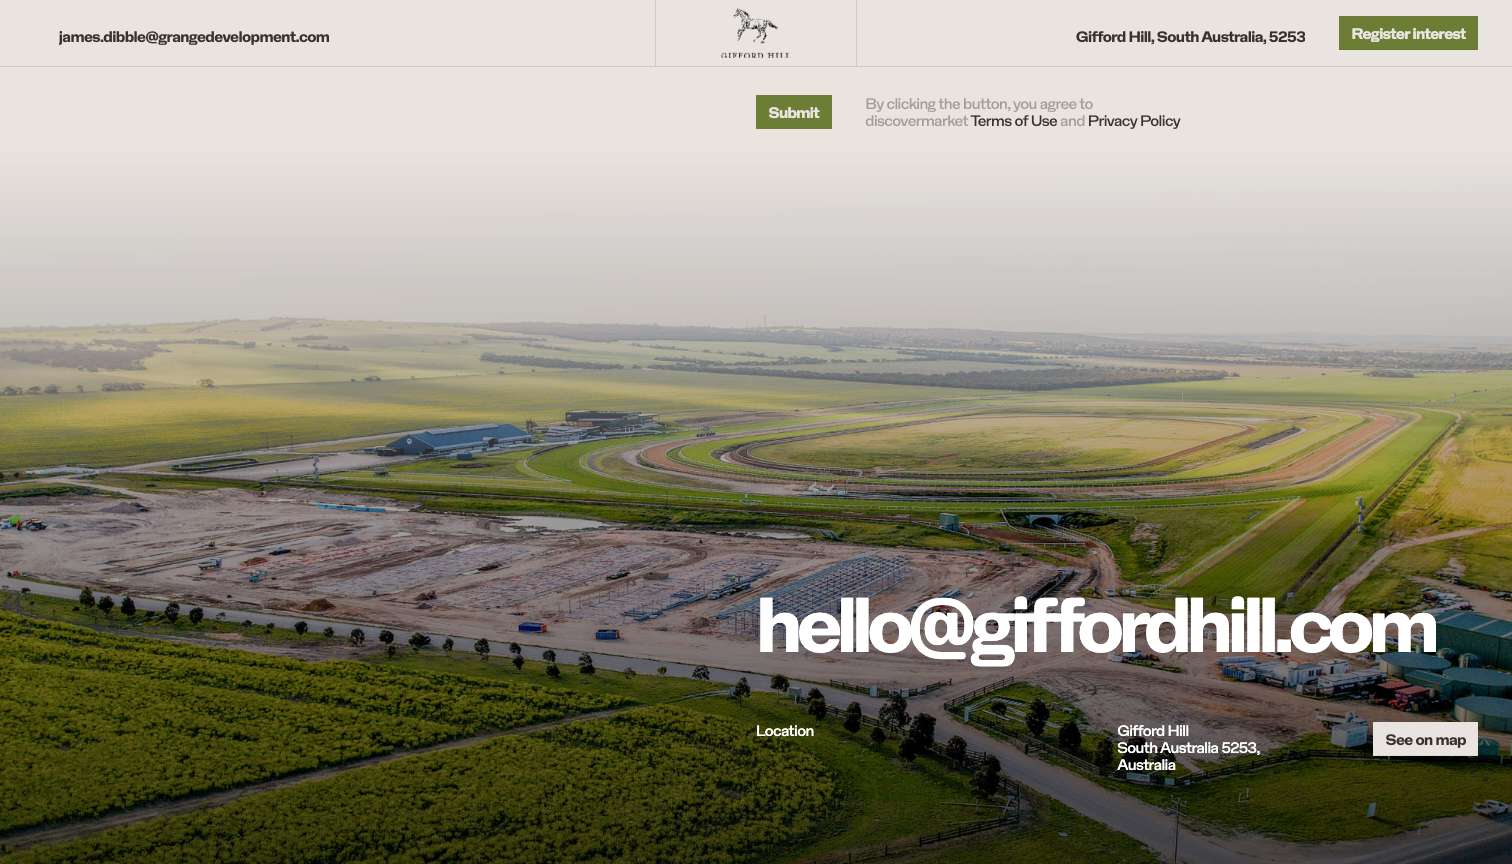 james.dibble@grangedevelopment.com
GIFFORD HILL
Gifford Hill, South Australia, 5253
Register interest
Submit
By clicking the button, you agree to
discovermarket Terms of Use and Privacy Policy
hello@giffordhill.com
Location
Gifford Hill
South Australia 5253,
Australia
See on map